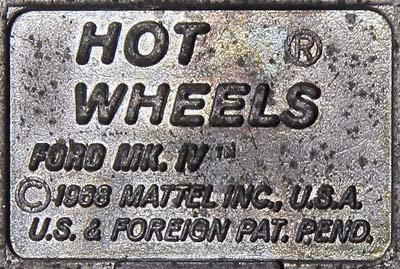 HOT ®
WHEELS
FORD MK. IV™
© 1968 MATTEL INC., U.S.A.
U.S. & FOREIGN PAT. PEND.